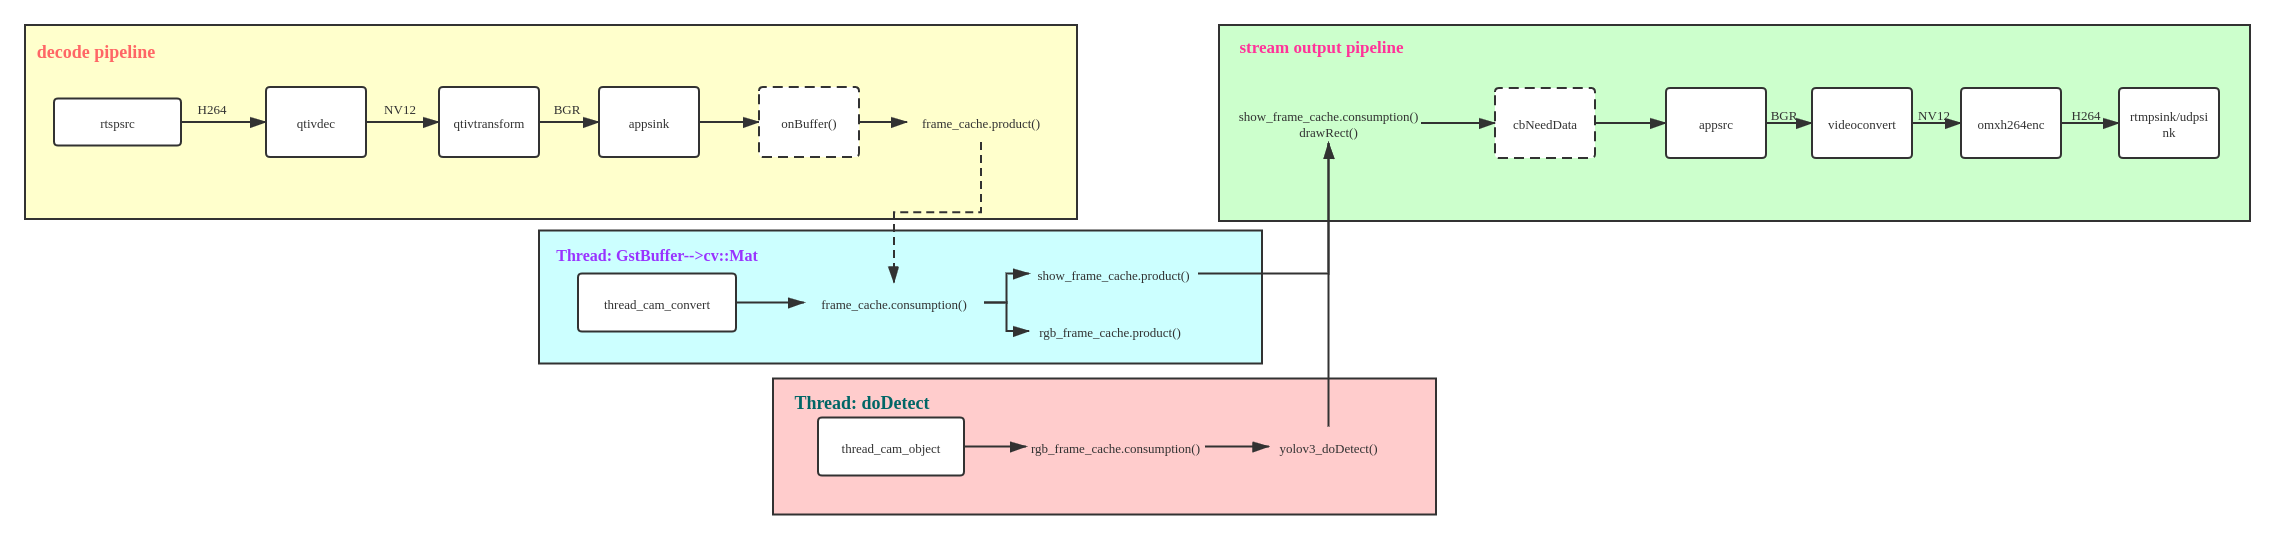 decode pipeline
rtspsrc
H264
qtivdec
NV12
qtivtransform
BGR
appsink
onBuffer()
frame_cache.product()
stream output pipeline
show_frame_cache.consumption()
drawRect()
cbNeedData
appsrc
BGR
videoconvert
NV12
omxh264enc
H264
rtmpsink/udpsi
nk
Thread: GstBuffer-->cv::Mat
thread_cam_convert
frame_cache.consumption()
show_frame_cache.product()
rgb_frame_cache.product()
Thread: doDetect
thread_cam_object
rgb_frame_cache.consumption()
yolov3_doDetect()